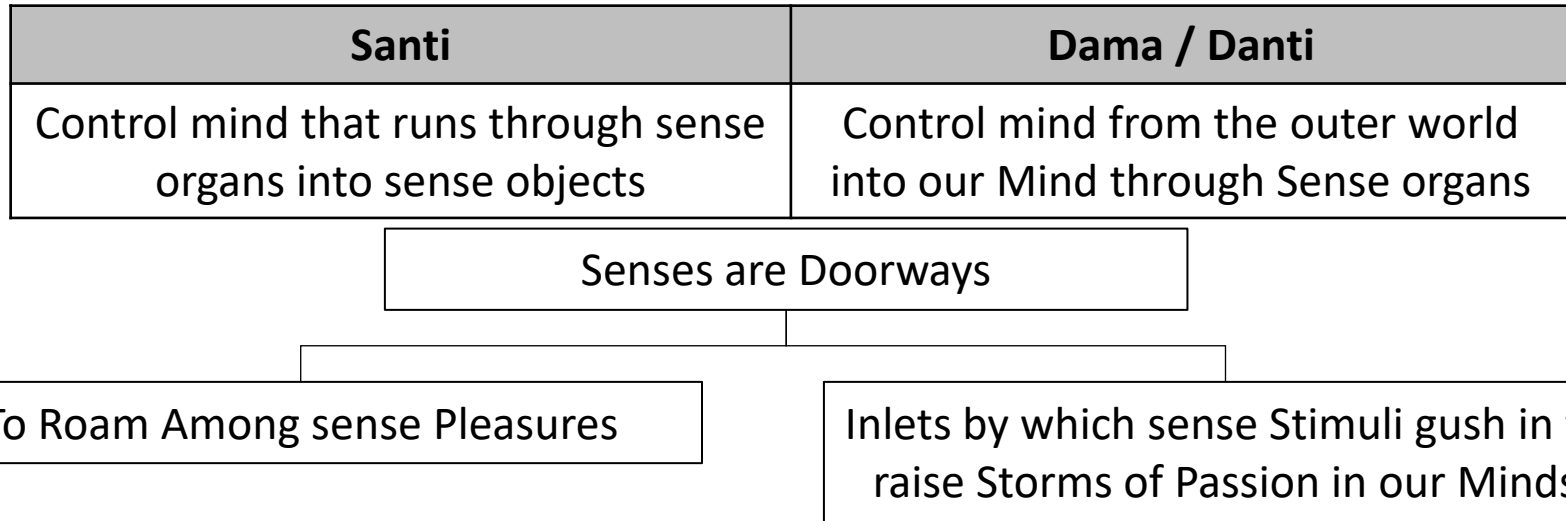 Santi
Dama / Danti
Control mind that runs through sense
organs into sense objects
Control mind from the outer world
into our Mind through Sense organs
Senses are Doorways
To Roam Among sense Pleasures
Inlets by which sense Stimuli gush in
raise Storms of Passion in our Minds